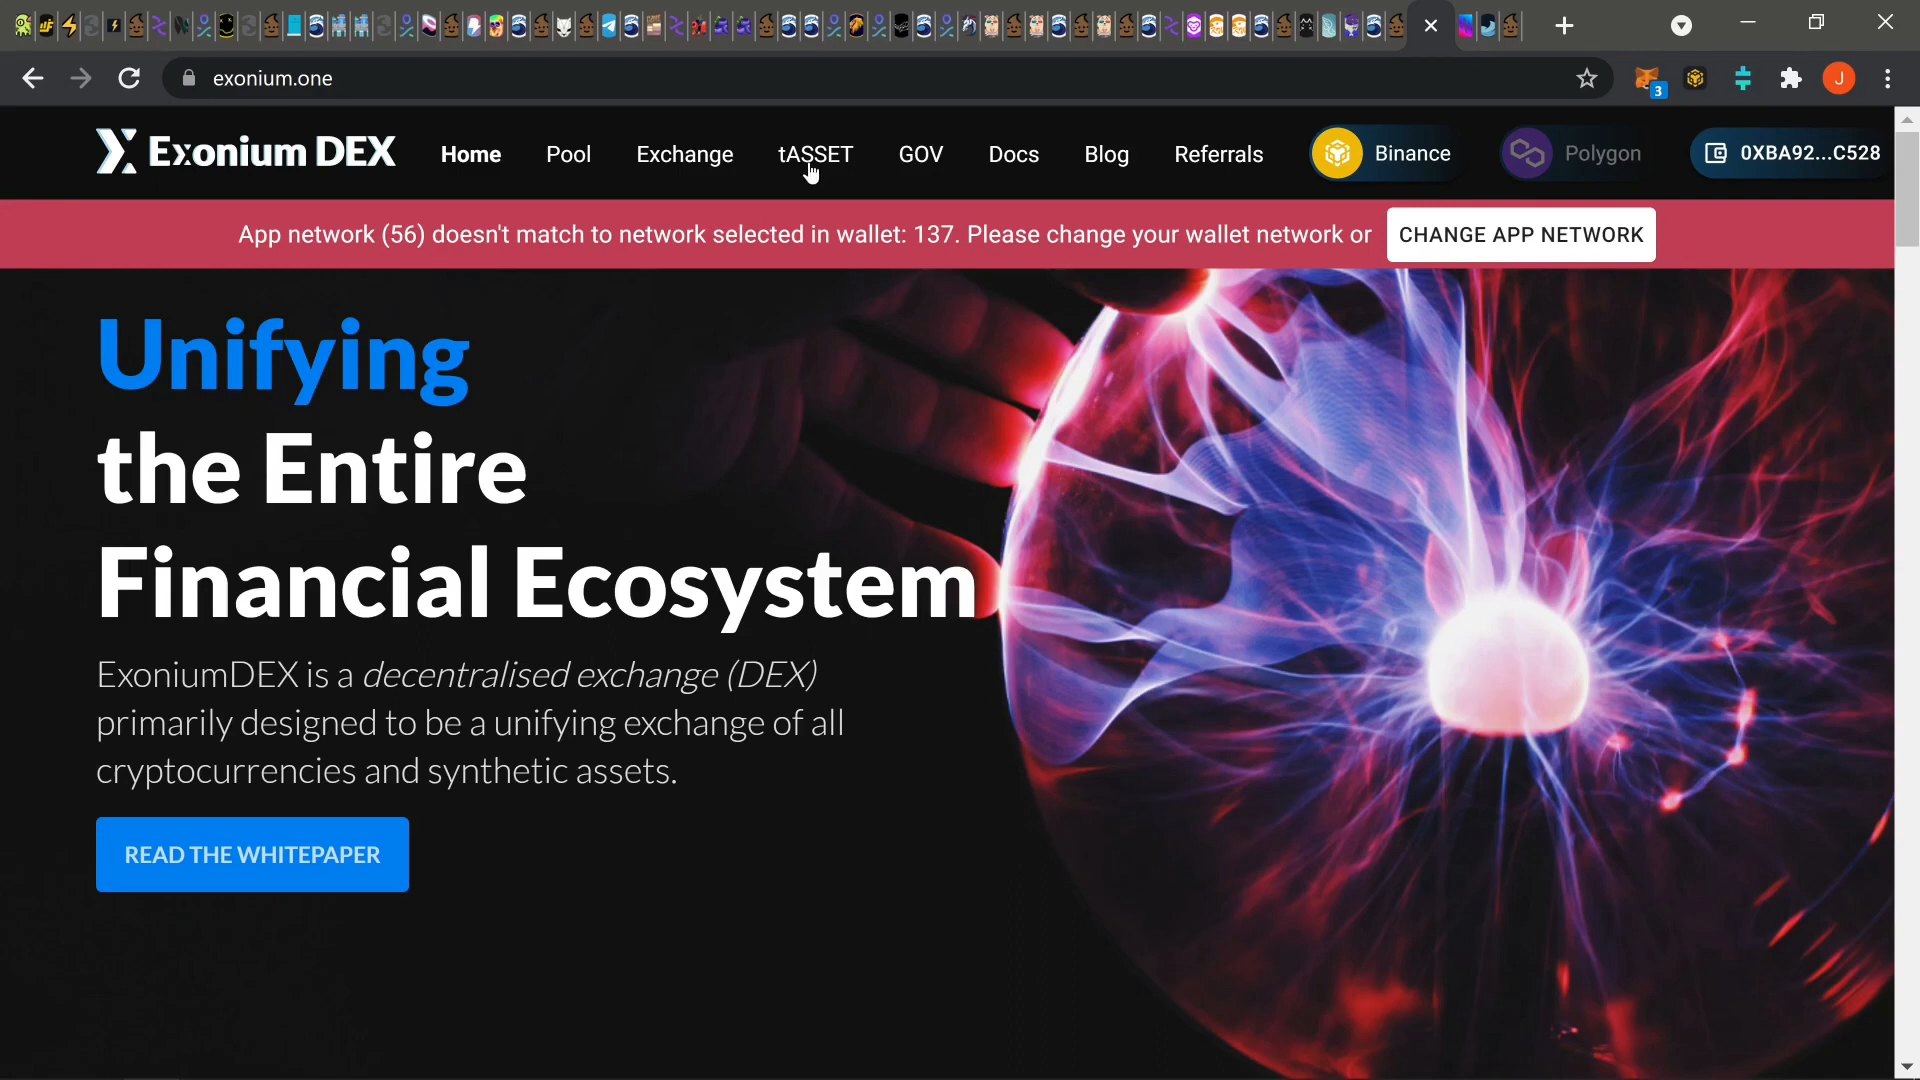 exonium.one
3
J
Exonium DEX
Home
Pool
Exchange
tASSET
GOV
Docs
Blog
Referrals
Binance
Polygon
0XBA92...C528
App network (56) doesn't match to network selected in wallet: 137. Please change your wallet network or
CHANGE APP NETWORK
Unifying
the Entire
Financial Ecosystem
ExoniumDEX is a decentralised exchange (DEX)
primarily designed to be a unifying exchange of all
cryptocurrencies and synthetic assets.
READ THE WHITEPAPER